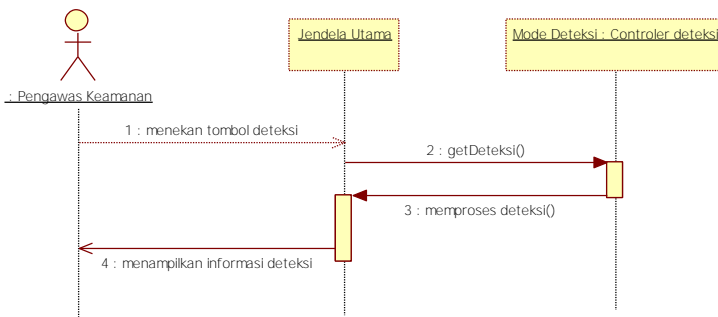 Jendela Utama
Mode Deteksi : Controler deteksi
: Pengawas Keamanan
1 : menekan tombol deteksi
2 : getDeteksi()
3 : memproses deteksi()
4 : menampilkan informasi deteksi